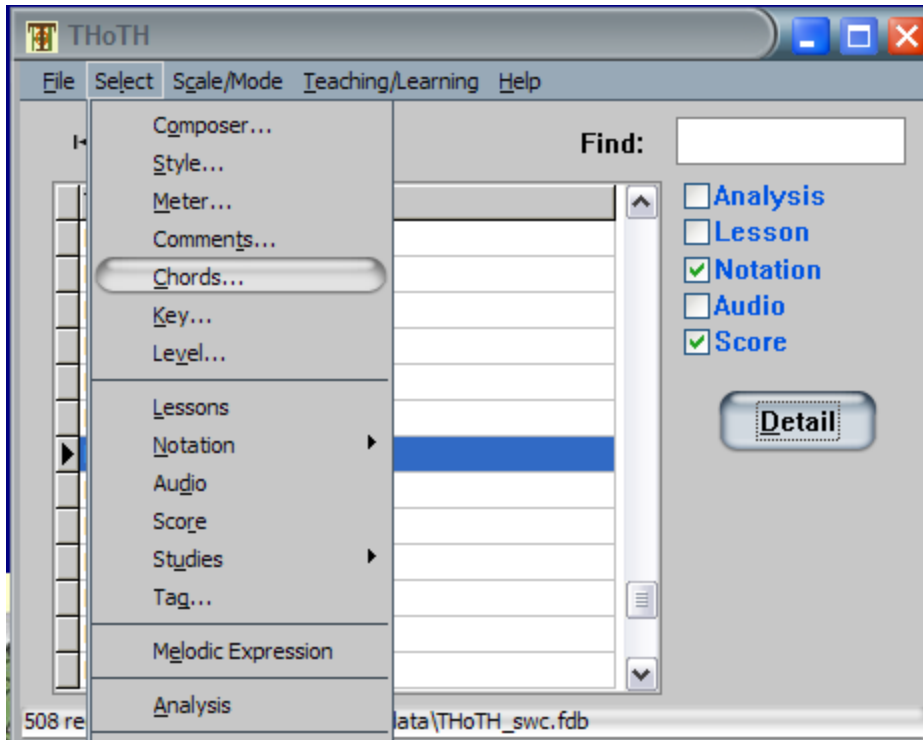 THoTH
File Select Scale/Mode Teaching/Learning Help
Composer...
Find:
Style...
Meter...
Analysis
Comments...
Lesson
Chords...
Notation
Key...
Audio
Level...
Score
Lessons
Detail
Notation
Audio
Score
Studies
Tag...
Melodic Expression
Analysis
508 re
data\THoTH_swc.fdb